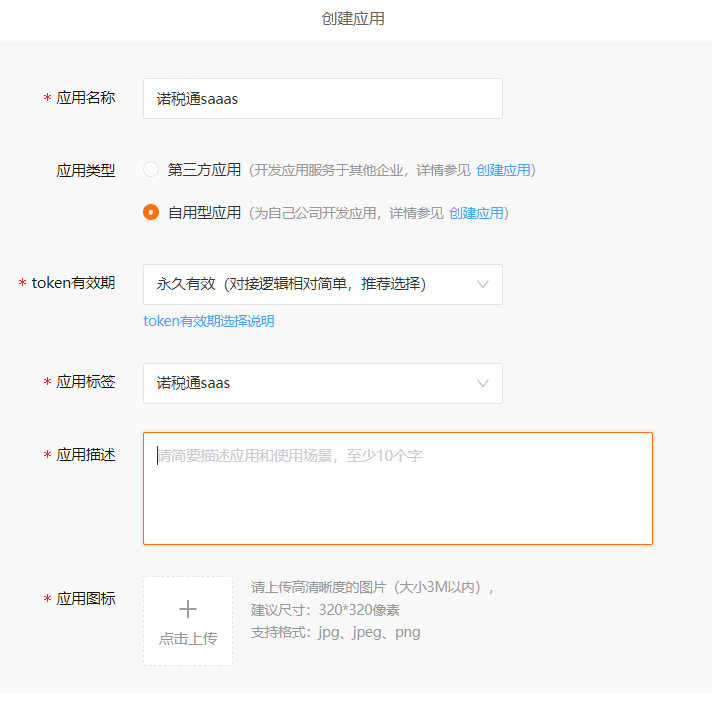 创建应用
* 应用名称 诺税通saaas
应用类型 第三方应用 (开发应用服务于其他企业，详情参见 创建应用)
自用型应用 (为自己公司开发应用，详情参见 创建应用)
* token有效期 永久有效（对接逻辑相对简单，推荐选择）
token有效期选择说明
* 应用标签 诺税通saas
* 应用描述 请简要描述应用和使用场景，至少10个字
* 应用图标 点击上传
请上传高清晰度的图片（大小3M以内），
建议尺寸：320*320像素
支持格式：jpg、jpeg、png